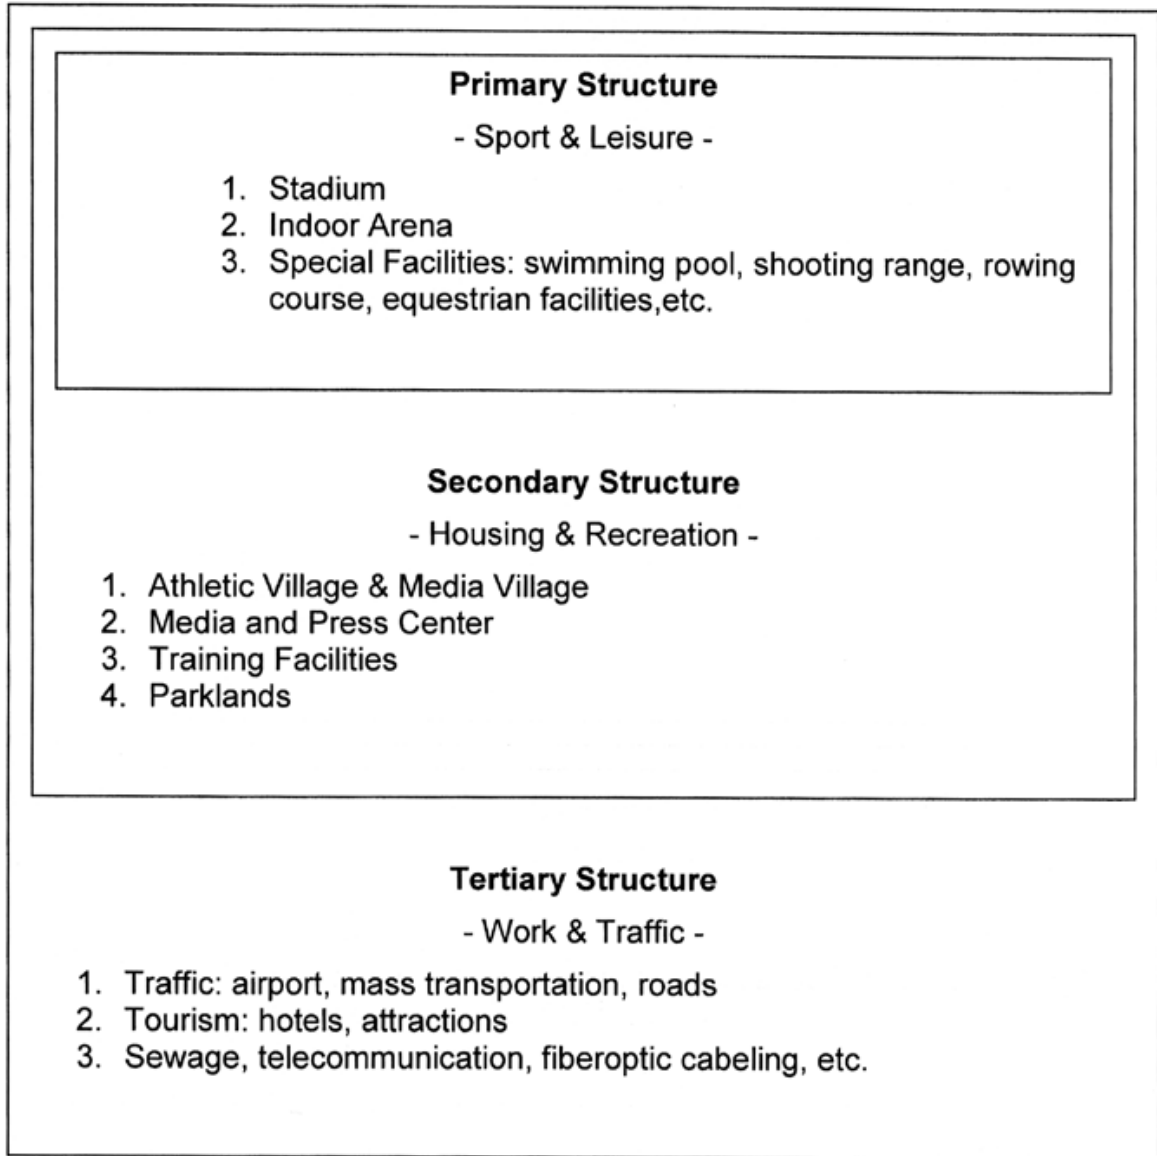 Primary Structure
- Sport & Leisure -
1. Stadium
2. Indoor Arena
3. Special Facilities: swimming pool, shooting range, rowing
course, equestrian facilities,etc.
Secondary Structure
- Housing & Recreation -
1. Athletic Village & Media Village
2. Media and Press Center
3. Training Facilities
4. Parklands
Tertiary Structure
- Work & Traffic -
1. Traffic: airport, mass transportation, roads
2. Tourism: hotels, attractions
3. Sewage, telecommunication, fiberoptic cabeling, etc.